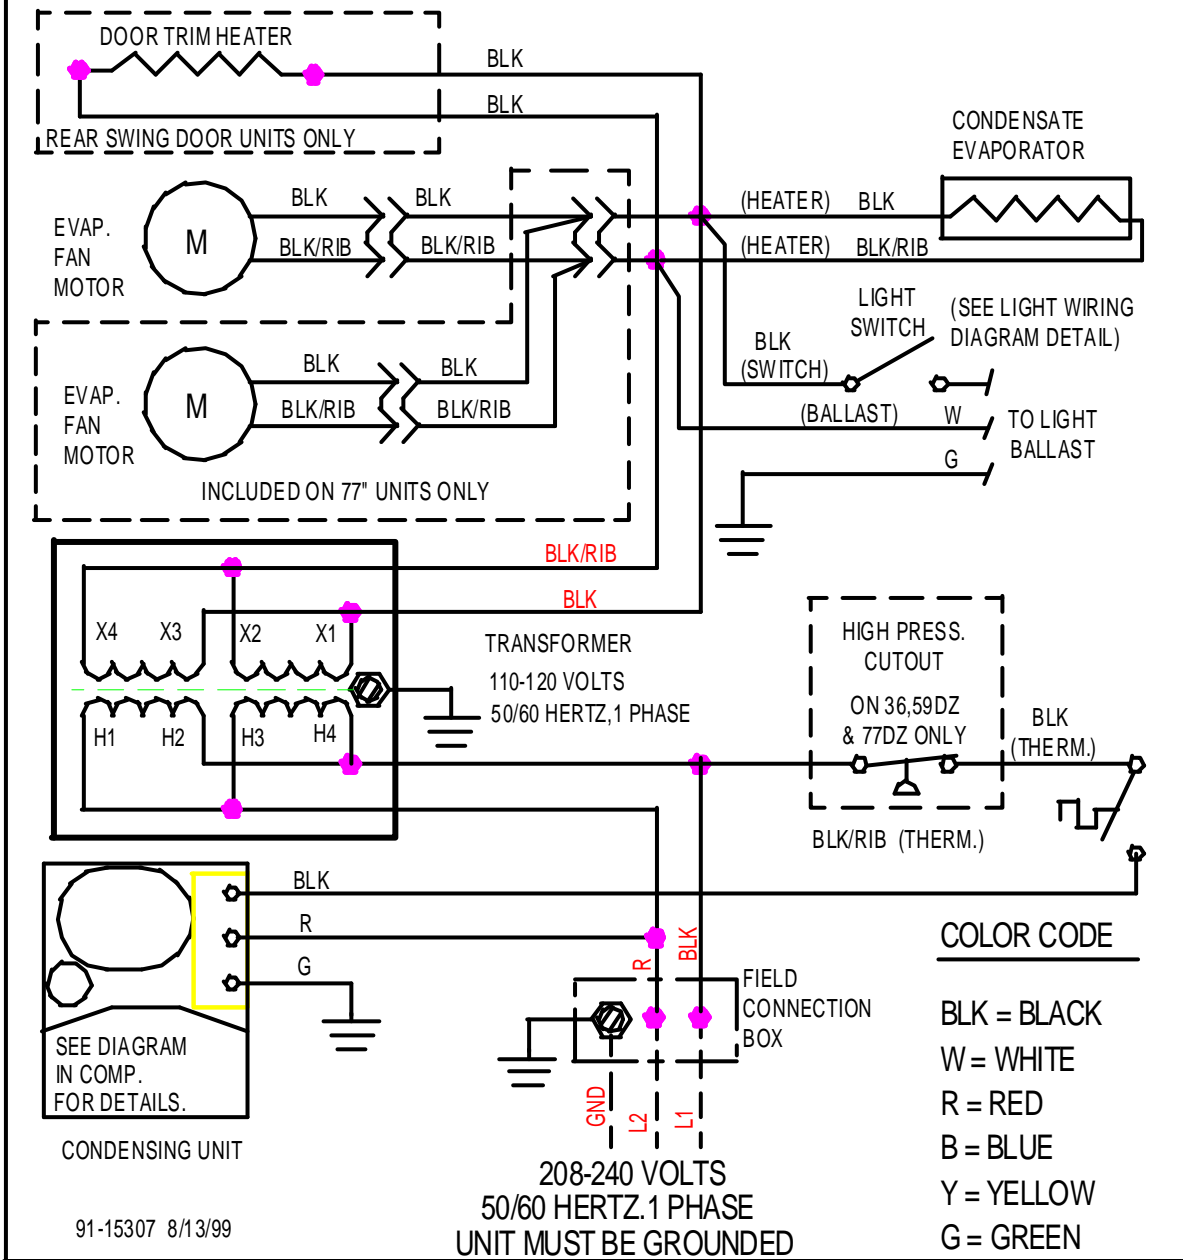 DOOR TRIM HEATER
BLK
BLK
REAR SWING DOOR UNITS ONLY
CONDENSATE
EVAPORATOR
EVAP.
FAN
MOTOR
M
BLK
BLK
BLK/RIB
BLK/RIB
(HEATER) BLK
(HEATER) BLK/RIB
LIGHT
SWITCH
(SEE LIGHT WIRING
DIAGRAM DETAIL)
BLK
(SWITCH)
EVAP.
FAN
MOTOR
M
BLK
BLK
BLK/RIB
BLK/RIB
(BALLAST)
W
TO LIGHT
BALLAST
G
INCLUDED ON 77" UNITS ONLY
BLK/RIB
BLK
X4
X3
X2
X1
TRANSFORMER
110-120 VOLTS
50/60 HERTZ,1 PHASE
H1
H2
H3
H4
HIGH PRESS.
CUTOUT
ON 36,59DZ
& 77DZ ONLY
BLK
(THERM.)
BLK/RIB (THERM.)
BLK
R
G
SEE DIAGRAM
IN COMP.
FOR DETAILS.
CONDENSING UNIT
R
BLK
FIELD
CONNECTION
BOX
GND
L2
L1
208-240 VOLTS
50/60 HERTZ.1 PHASE
UNIT MUST BE GROUNDED
COLOR CODE
BLK = BLACK
W = WHITE
R = RED
B = BLUE
Y = YELLOW
G = GREEN
91-15307 8/13/99